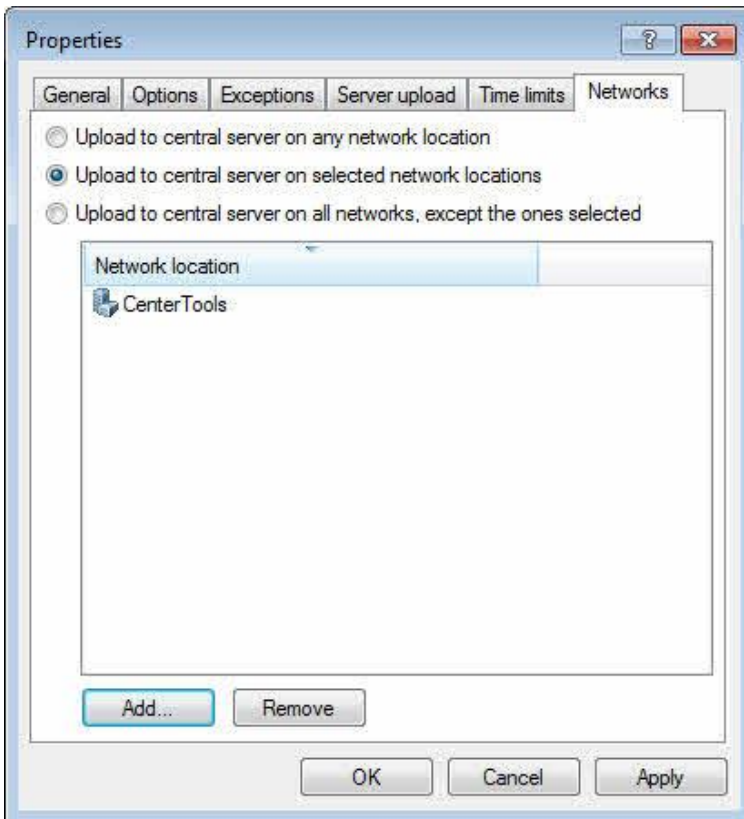 Properties
?
General Options Exceptions Server upload Time limits Networks
Upload to central server on any network location
Upload to central server on selected network locations
Upload to central server on all networks, except the ones selected
Network location
CenterTools
Add... Remove
OK Cancel Apply